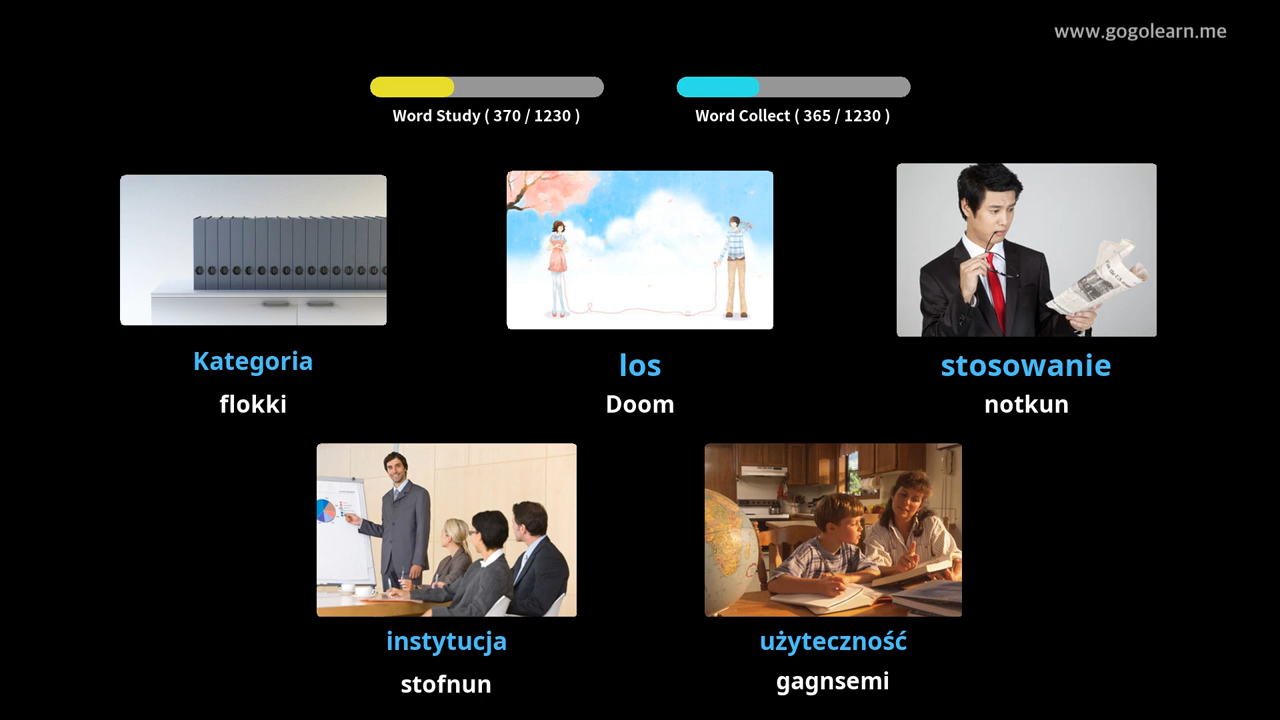 www.gogolearn.me
Word Study ( 370 / 1230 )
Word Collect ( 365 / 1230 )
Kategoria
flokki
los
Doom
stosowanie
notkun
instytucja
stofnun
użyteczność
gagnsemi